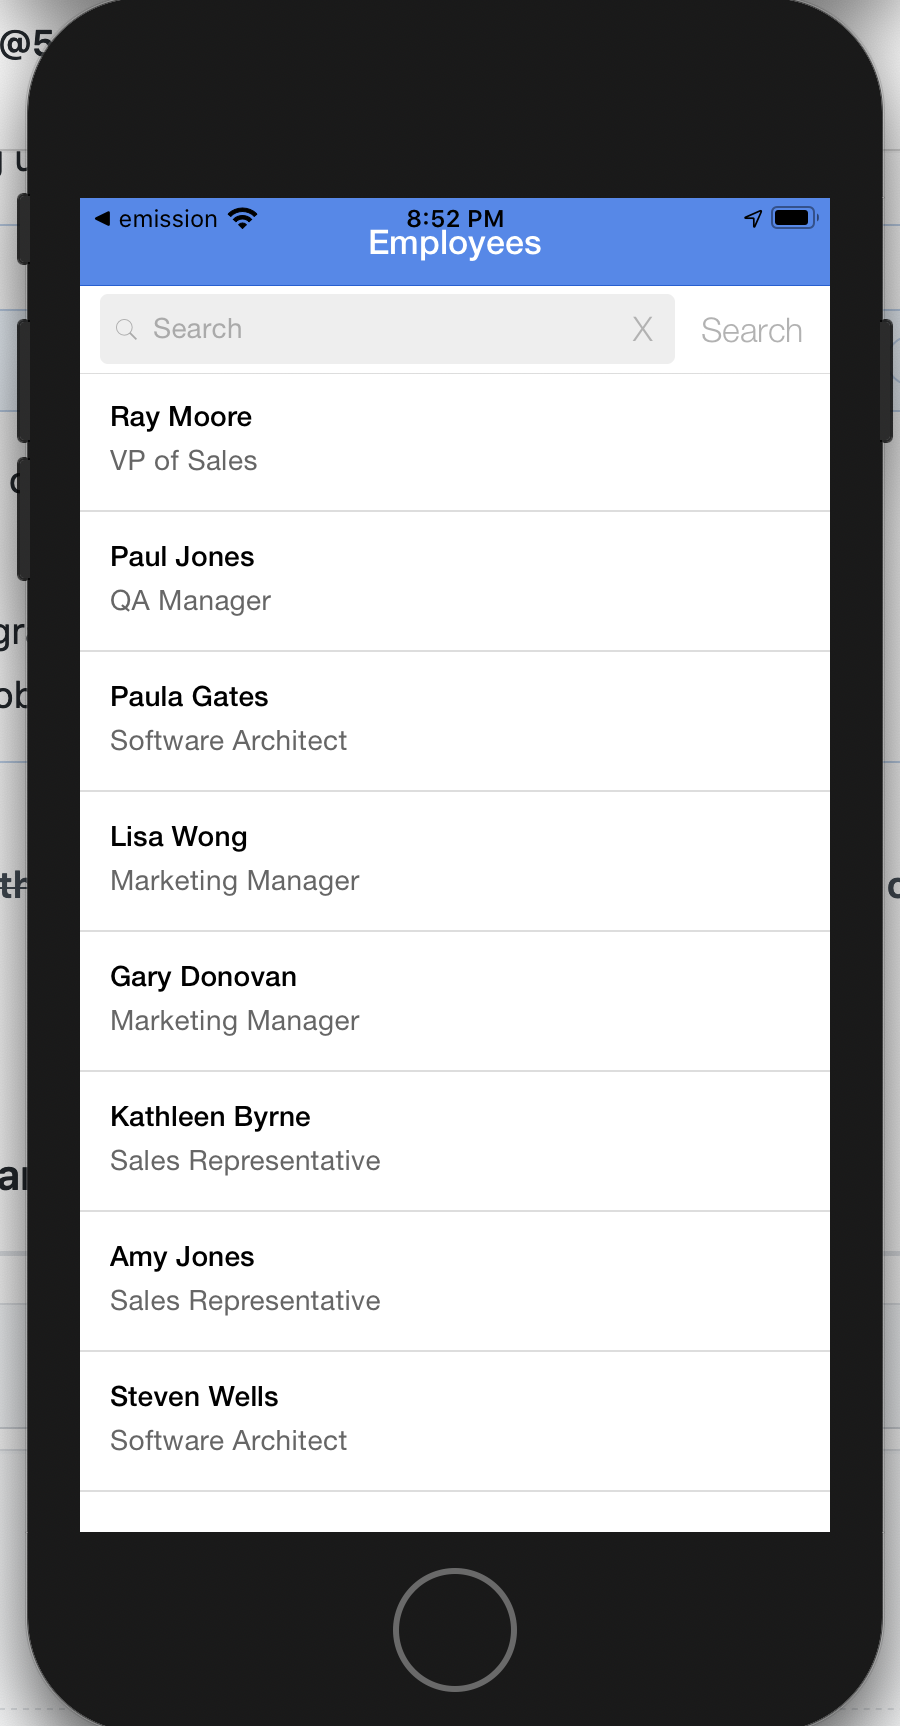 @5
emission 8:52 PM
Employees
Search X Search
Ray Moore
VP of Sales
Paul Jones
QA Manager
Paula Gates
Software Architect
Lisa Wong
Marketing Manager
Gary Donovan
Marketing Manager
Kathleen Byrne
Sales Representative
Amy Jones
Sales Representative
Steven Wells
Software Architect